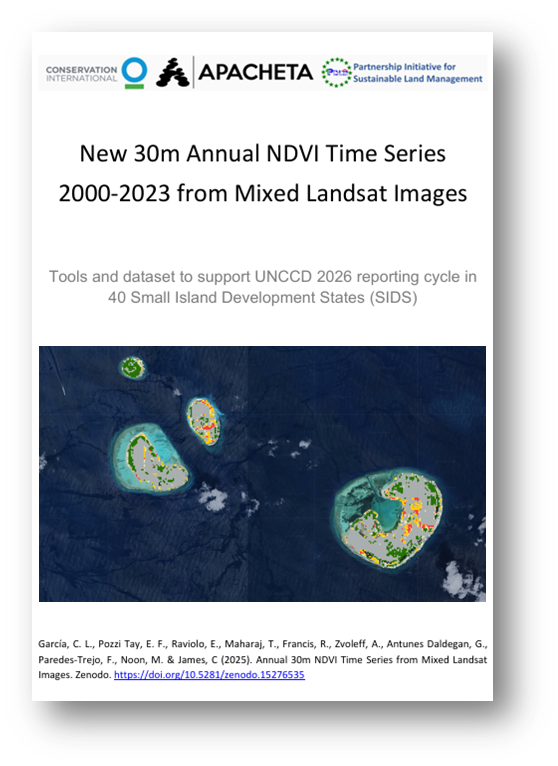 CONSERVATION
INTERNATIONAL
APACHETA
Partnership Initiative for
Sustainable Land Management
New 30m Annual NDVI Time Series
2000-2023 from Mixed Landsat Images
Tools and dataset to support UNCCD 2026 reporting cycle in
40 Small Island Development States (SIDS)
García, C. L., Pozzi Tay, E. F., Raviolo, E., Maharaj, T., Francis, R., Zvoleff, A., Antunes Daldegan, G.,
Paredes-Trejo, F., Noon, M. & James, C (2025). Annual 30m NDVI Time Series from Mixed Landsat
Images. Zenodo. https://doi.org/10.5281/zenodo.15276535